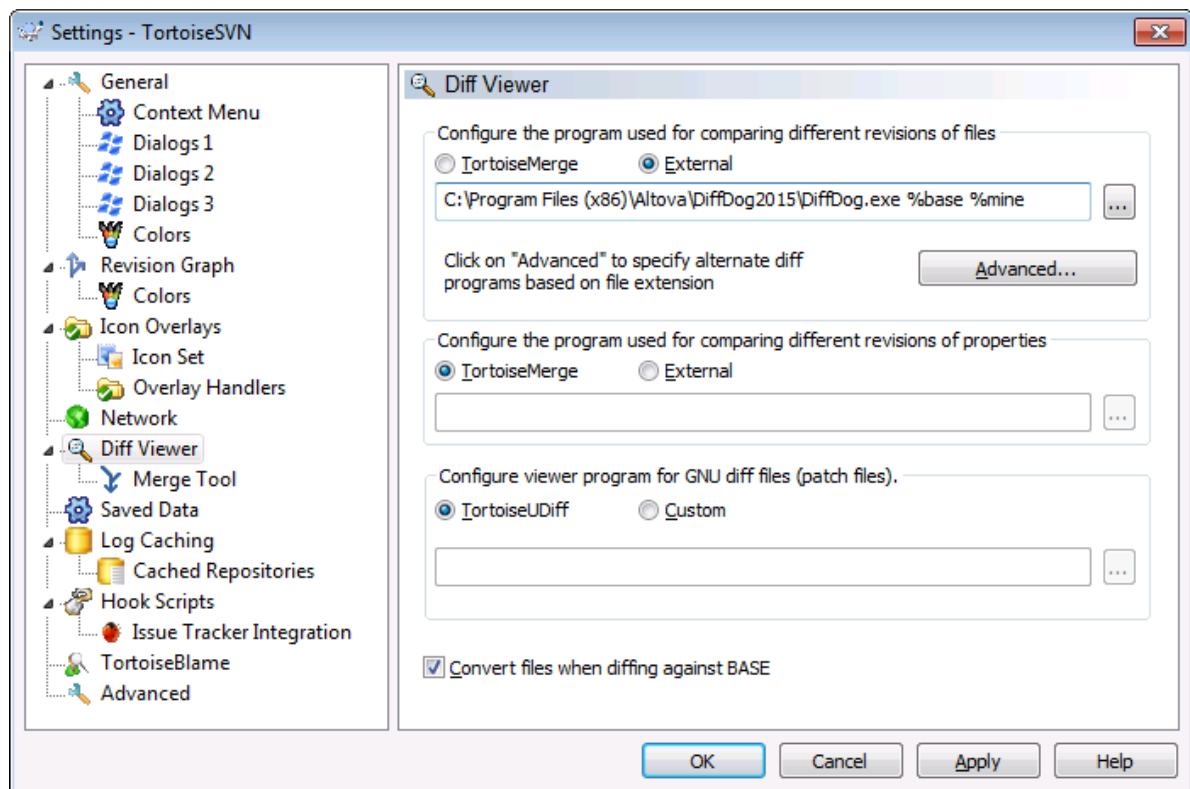 Settings - TortoiseSVN
General
Context Menu
Dialogs 1
Dialogs 2
Dialogs 3
Colors
Revision Graph
Colors
Icon Overlays
Icon Set
Overlay Handlers
Network
Diff Viewer
Merge Tool
Saved Data
Log Caching
Cached Repositories
Hook Scripts
Issue Tracker Integration
TortoiseBlame
Advanced
Diff Viewer
Configure the program used for comparing different revisions of files
TortoiseMerge External
C:\Program Files (x86)\Altova\DiffDog2015\DiffDog.exe %base %mine
...
Click on "Advanced" to specify alternate diff
programs based on file extension
Advanced...
Configure the program used for comparing different revisions of properties
TortoiseMerge External
...
Configure viewer program for GNU diff files (patch files).
TortoiseUDiff Custom
...
Convert files when diffing against BASE
OK Cancel Apply Help